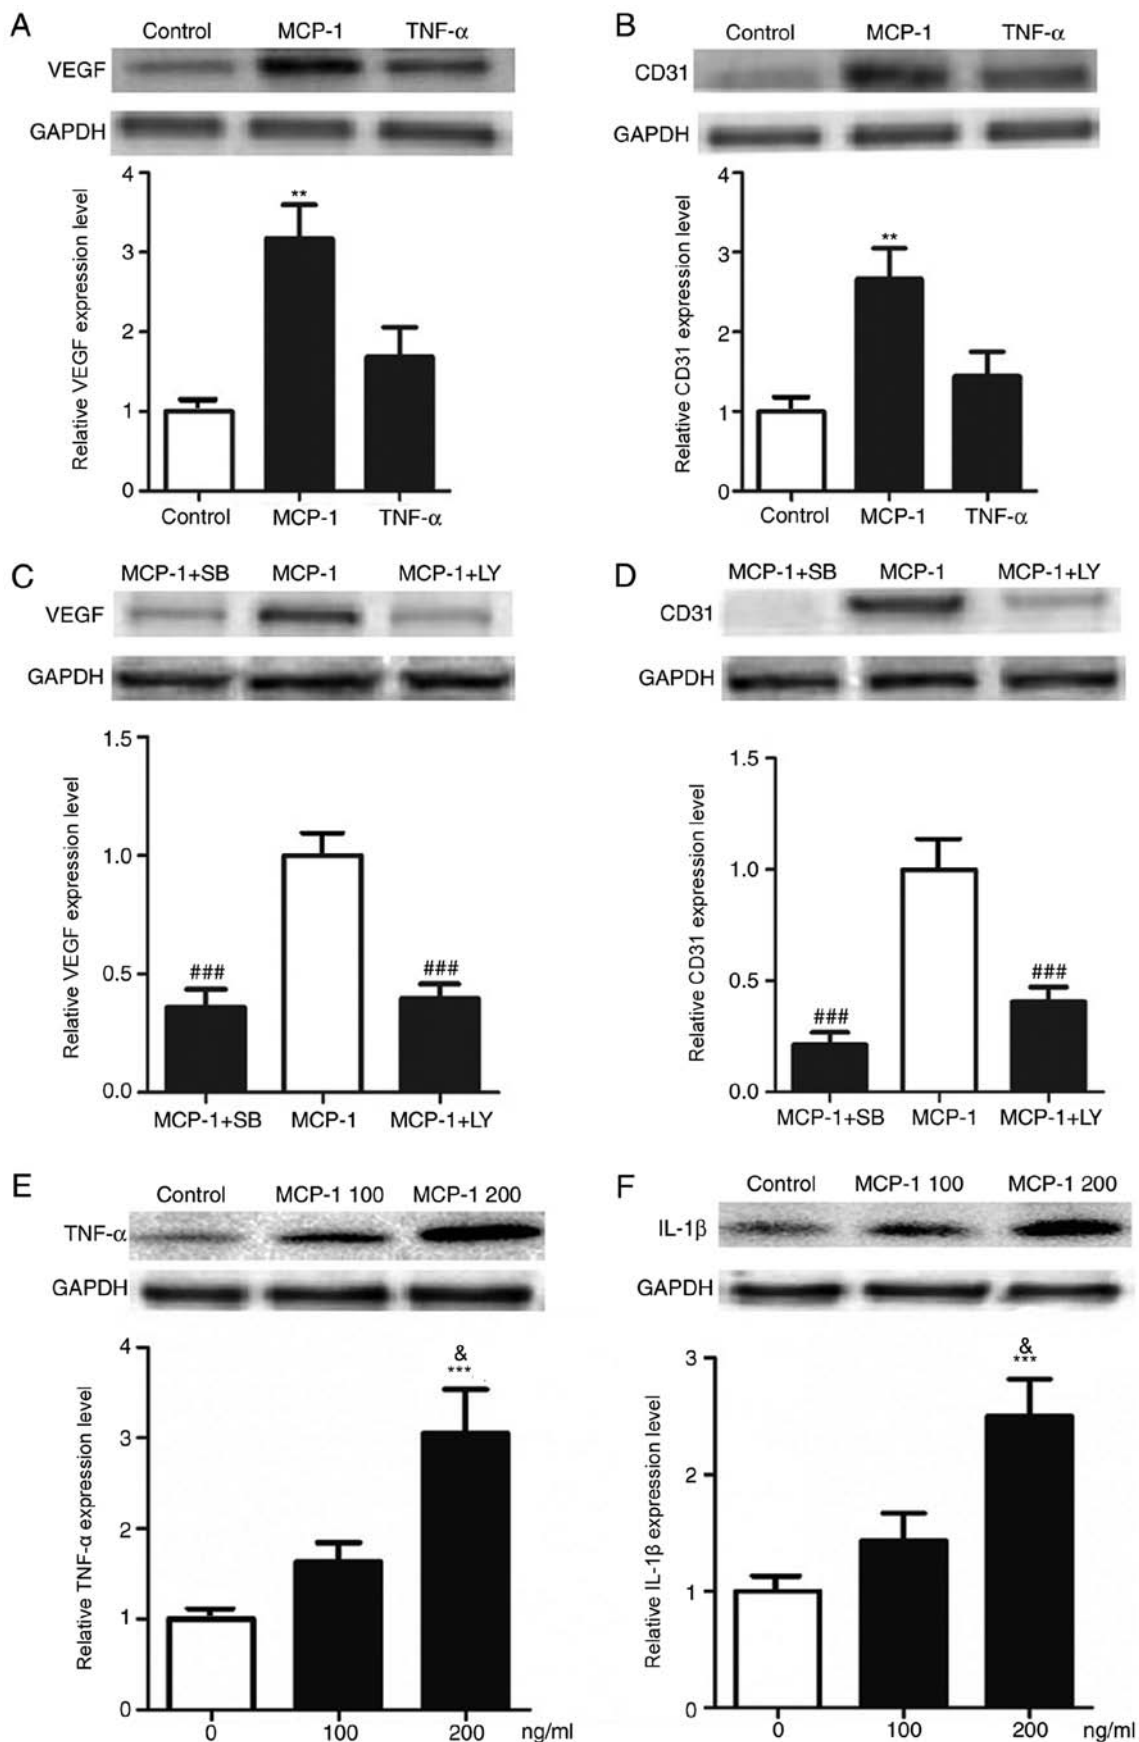 A
Control MCP-1 TNF-α
VEGF
GAPDH
Relative VEGF expression level
4
3
2
1
0
**
Control MCP-1 TNF-α
B
Control MCP-1 TNF-α
CD31
GAPDH
Relative CD31 expression level
4
3
2
1
0
**
Control MCP-1 TNF-α
C
MCP-1+SB MCP-1 MCP-1+LY
VEGF
GAPDH
Relative VEGF expression level
1.5
1.0
0.5
0.0
### ###
MCP-1+SB MCP-1 MCP-1+LY
D
MCP-1+SB MCP-1 MCP-1+LY
CD31
GAPDH
Relative CD31 expression level
1.5
1.0
0.5
0.0
### ###
MCP-1+SB MCP-1 MCP-1+LY
E
Control MCP-1 100 MCP-1 200
TNF-α
GAPDH
Relative TNF-α expression level
4
3
2
1
0
&
***
0 100 200 ng/ml
F
Control MCP-1 100 MCP-1 200
IL-1β
GAPDH
Relative IL-1β expression level
3
2
1
0
&
***
0 100 200 ng/ml